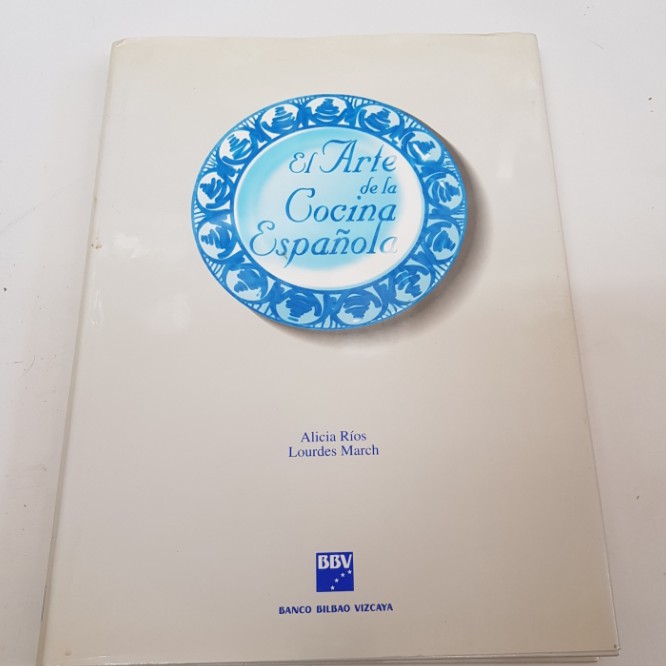 El Arte
de la
Cocina
Española
Alicia Ríos
Lourdes March
BBV
BANCO BILBAO VIZCAYA